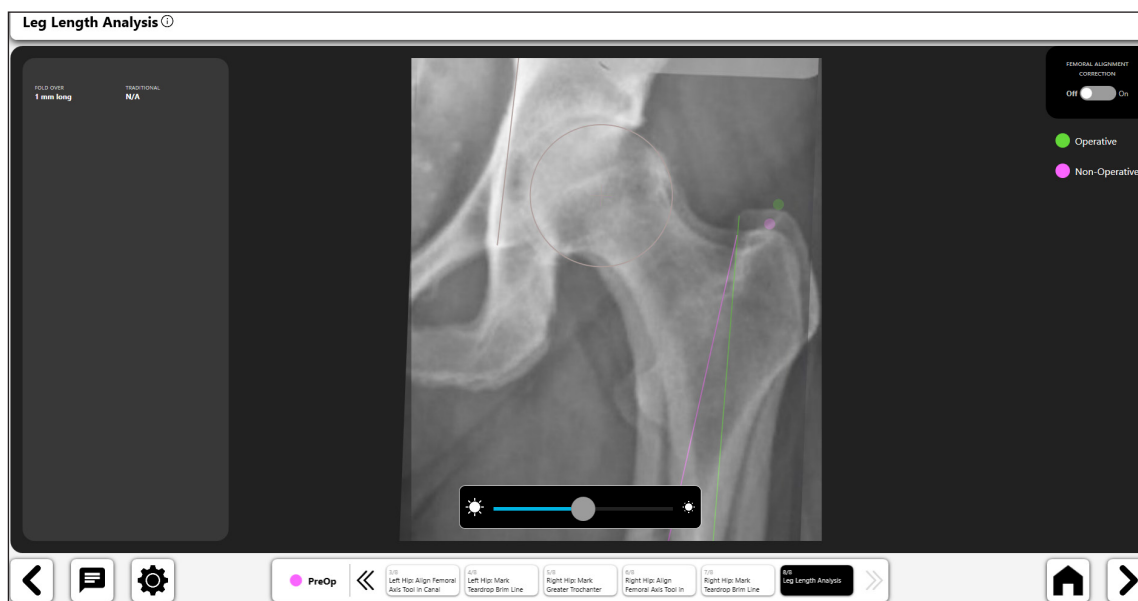 Leg Length Analysis
FOLD OVER TRADITIONAL
1 mm long N/A
FEMORAL ALIGNMENT
CORRECTION
Off On
Operative
Non-Operative
PreOp
3/8
Left Hip: Align Femoral
Axis Tool in Canal
4/8
Left Hip: Mark
Teardrop Brim Line
5/8
Right Hip: Mark
Greater Trochanter
6/8
Right Hip: Align
Femoral Axis Tool in
7/8
Right Hip: Mark
Teardrop Brim Line
8/8
Leg Length Analysis